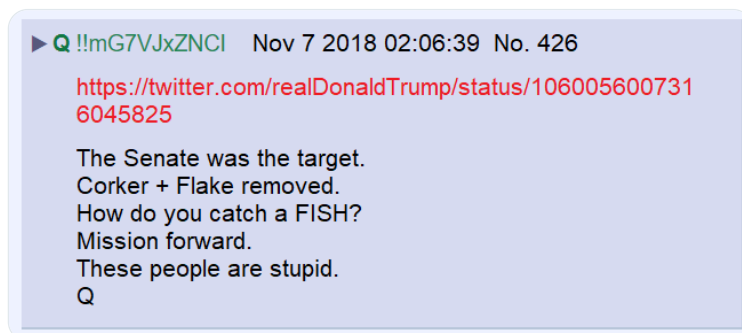 ▶ Q !!mG7VJxZNCI Nov 7 2018 02:06:39 No. 426
https://twitter.com/realDonaldTrump/status/106005600731
6045825
The Senate was the target.
Corker + Flake removed.
How do you catch a FISH?
Mission forward.
These people are stupid.
Q